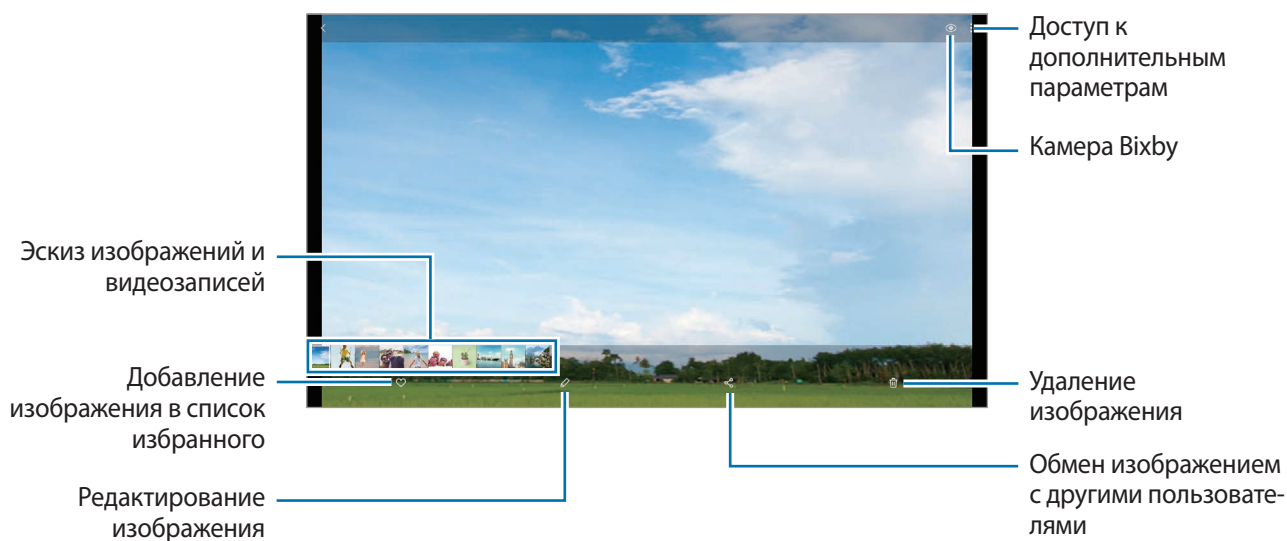 Доступ к
дополнительным
параметрам
Камера Bixby
Эскиз изображений и
видеозаписей
Добавление
изображения в список
избранного
Редактирование
изображения
Удаление
изображения
Обмен изображением
с другими пользовате-
лями